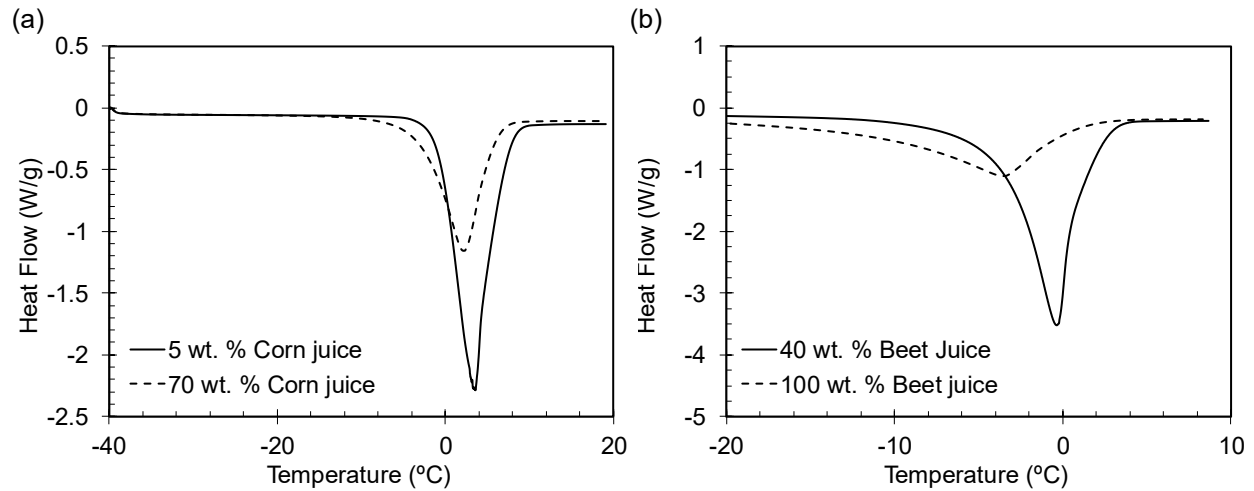 (a)
0.5
0
-0.5
-1
-1.5
-2
-2.5
Heat Flow (W/g)
5 wt. % Corn juice
70 wt. % Corn juice
-40
-20
0
20
Temperature (ºC)
(b)
1
0
-1
-2
-3
-4
-5
Heat Flow (W/g)
40 wt. % Beet Juice
100 wt. % Beet juice
-20
-10
0
10
Temperature (ºC)